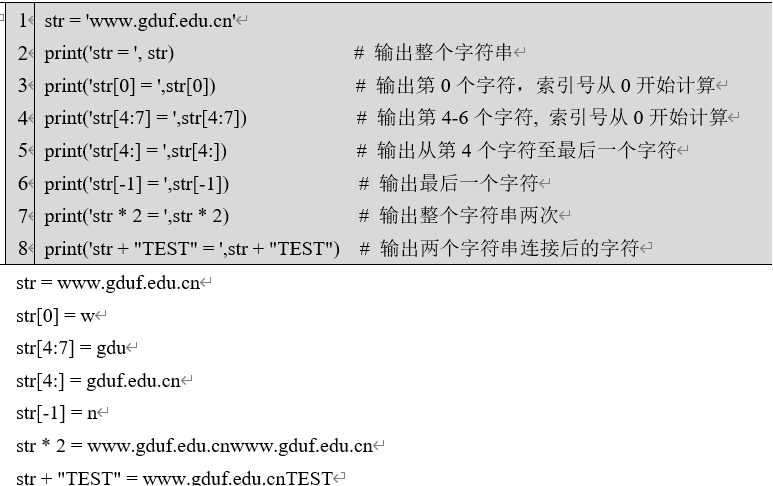 1 str = 'www.gduf.edu.cn'
2 print('str = ', str) # 输出整个字符串
3 print('str[0] = ',str[0]) # 输出第 0 个字符，索引号从 0 开始计算
4 print('str[4:7] = ',str[4:7]) # 输出第 4-6 个字符, 索引号从 0 开始计算
5 print('str[4:] = ',str[4:]) # 输出从第 4 个字符至最后一个字符
6 print('str[-1] = ',str[-1]) # 输出最后一个字符
7 print('str * 2 = ',str * 2) # 输出整个字符串两次
8 print('str + "TEST" = ',str + "TEST") # 输出两个字符串连接后的字符
str = www.gduf.edu.cn
str[0] = w
str[4:7] = gdu
str[4:] = gduf.edu.cn
str[-1] = n
str * 2 = www.gduf.edu.cnwww.gduf.edu.cn
str + "TEST" = www.gduf.edu.cnTEST